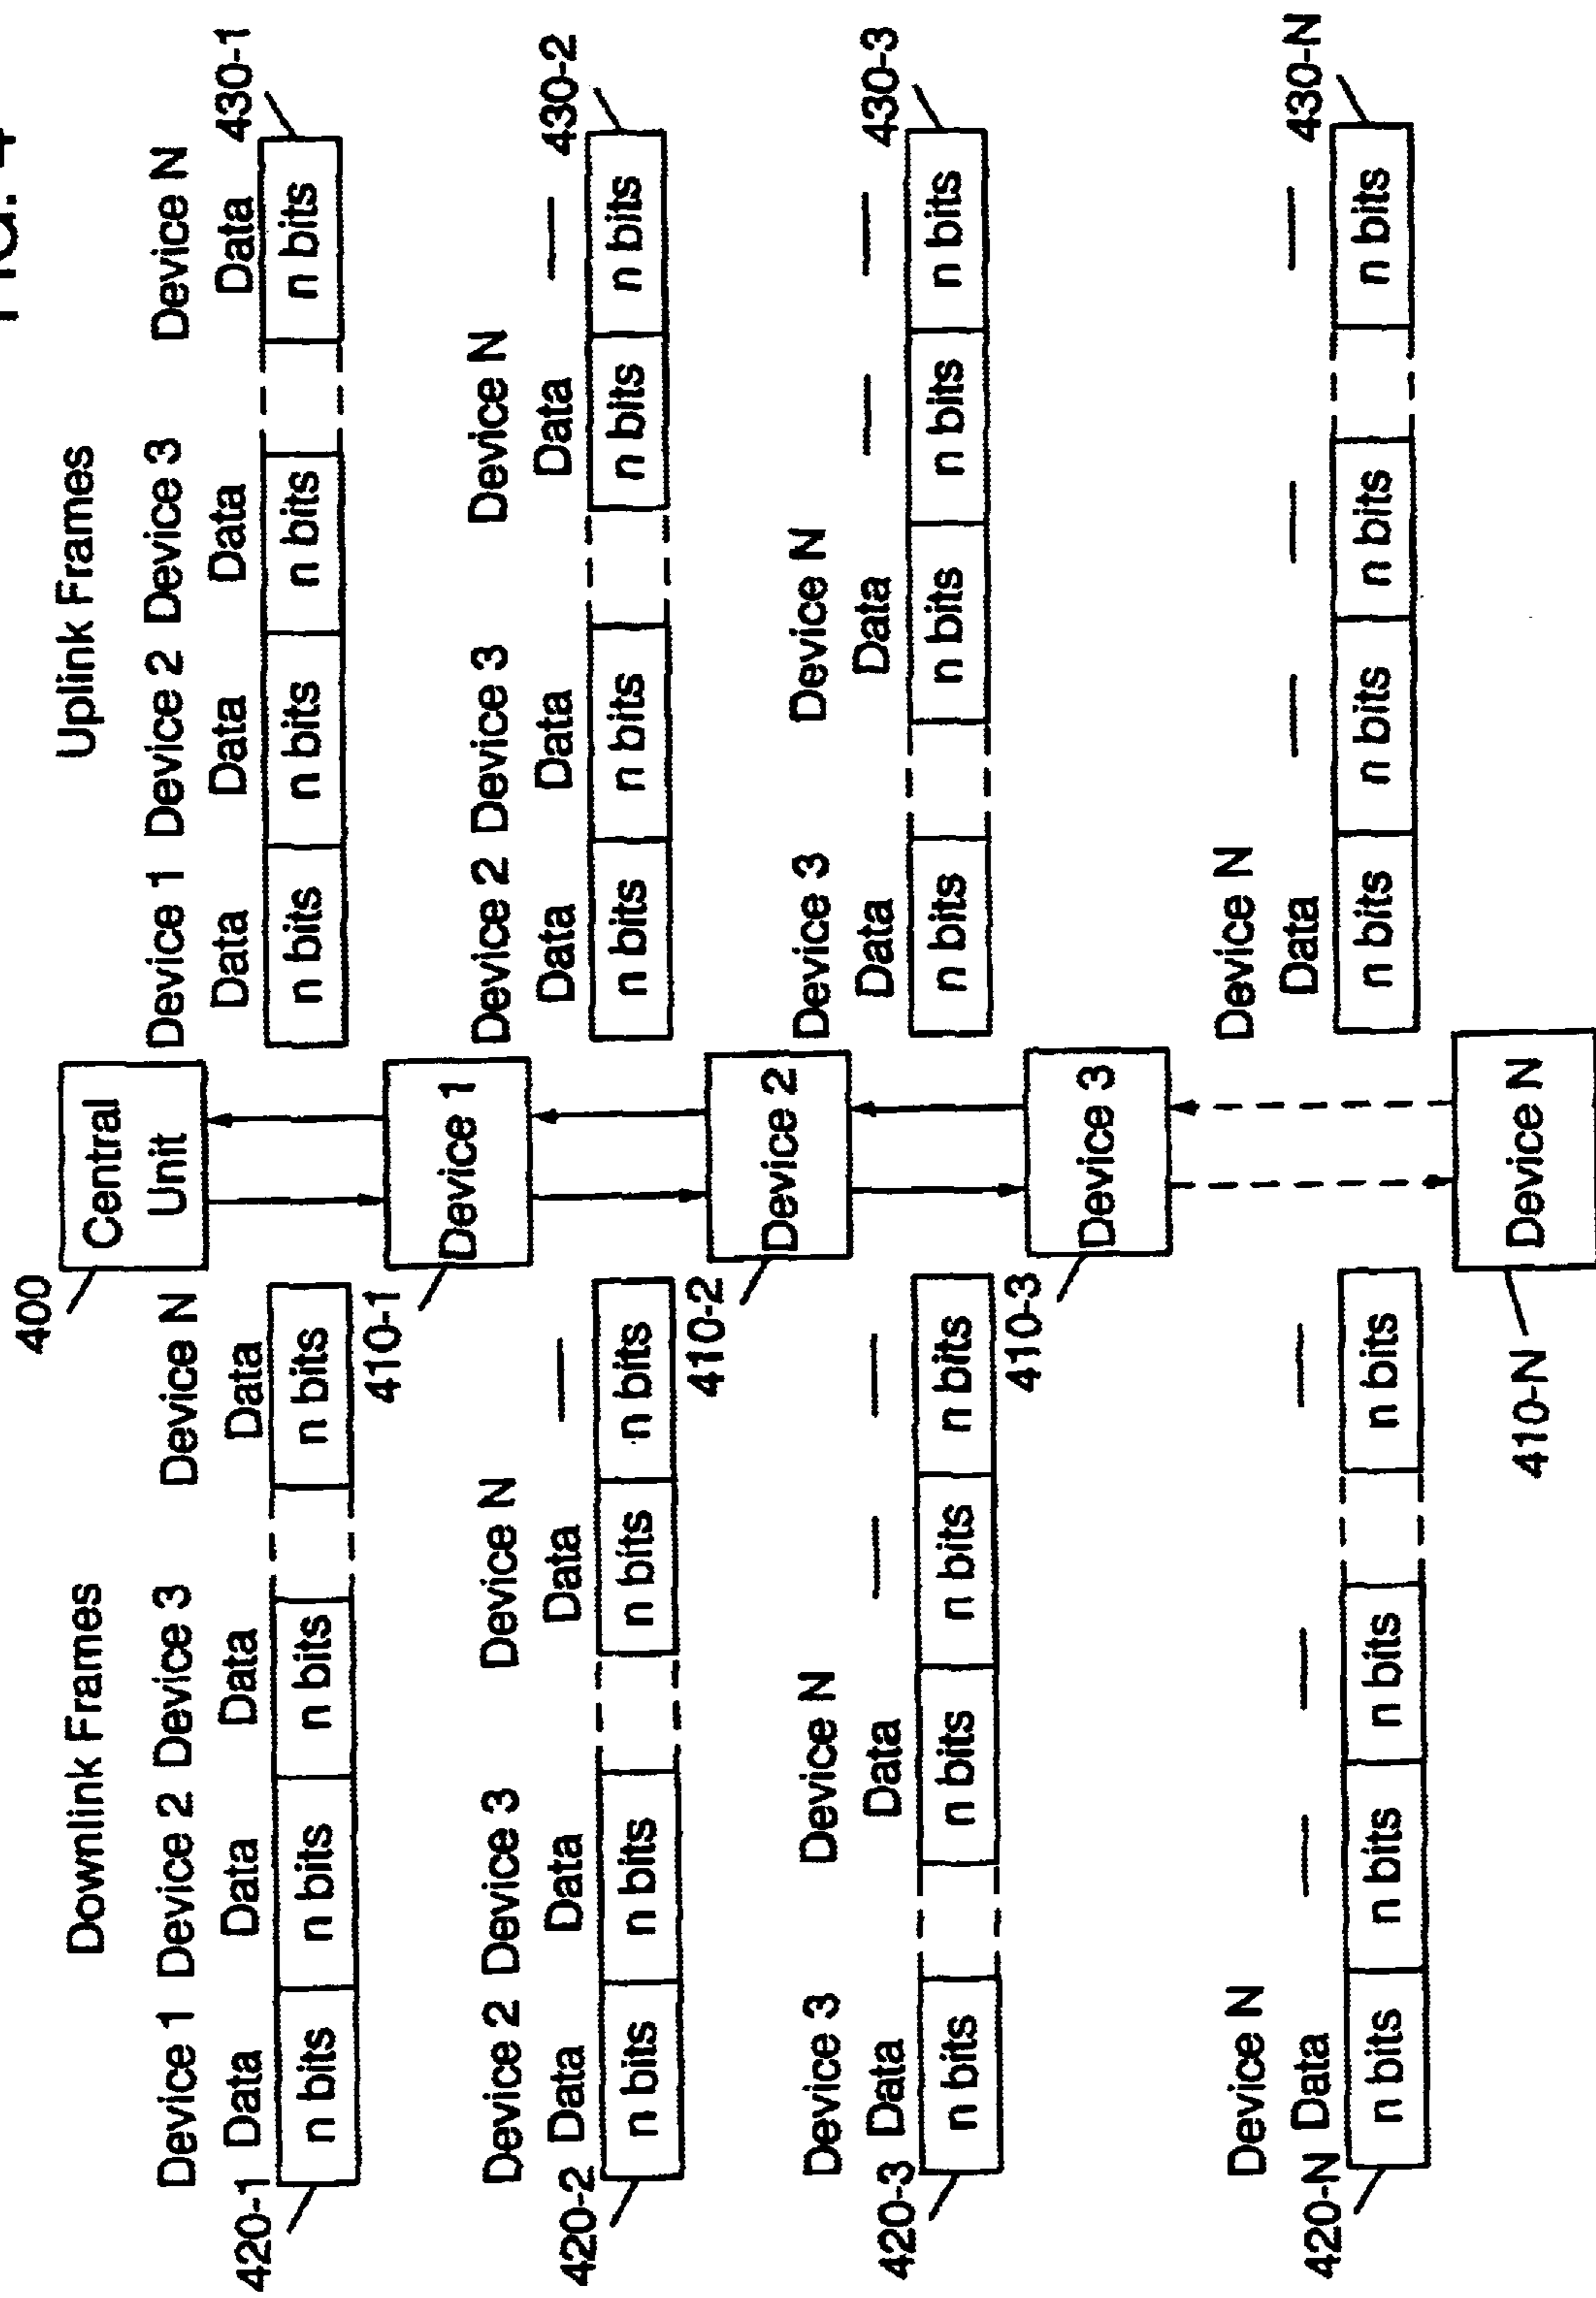 FIG. 4
Downlink Frames
Uplink Frames
400
Central
Unit
Device 1 Device 2 Device 3 Device N
Data Data Data Data
420-1
n bits n bits n bits n bits
Device 1 Device 2 Device 3 Device N
Data Data Data Data
430-1
n bits n bits n bits n bits
410-1
Device 1
Device 2 Device 3 Device N
Data Data Data —
420-2
n bits n bits n bits n bits
Device 2 Device 3 Device N
Data Data Data —
430-2
n bits n bits n bits n bits
410-2
Device 2
Device 3 Device N
Data Data — —
420-3
n bits n bits n bits n bits
Device 3 Device N
Data Data — —
430-3
n bits n bits n bits n bits
410-3
Device 3
Device N
Data — — —
420-N
n bits n bits n bits n bits
Device N
Data — — —
430-N
n bits n bits n bits n bits
410-N
Device N